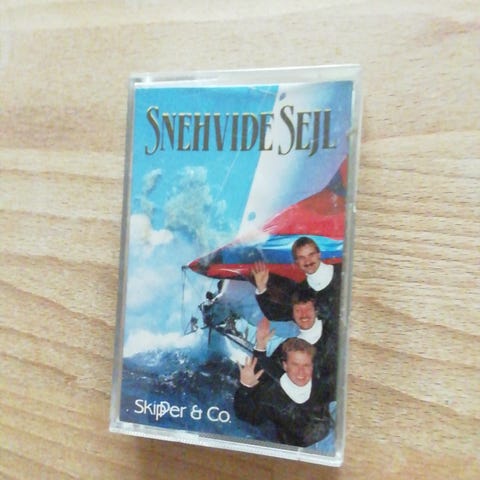 SNEHVIDE SEJL
Skipper & Co.